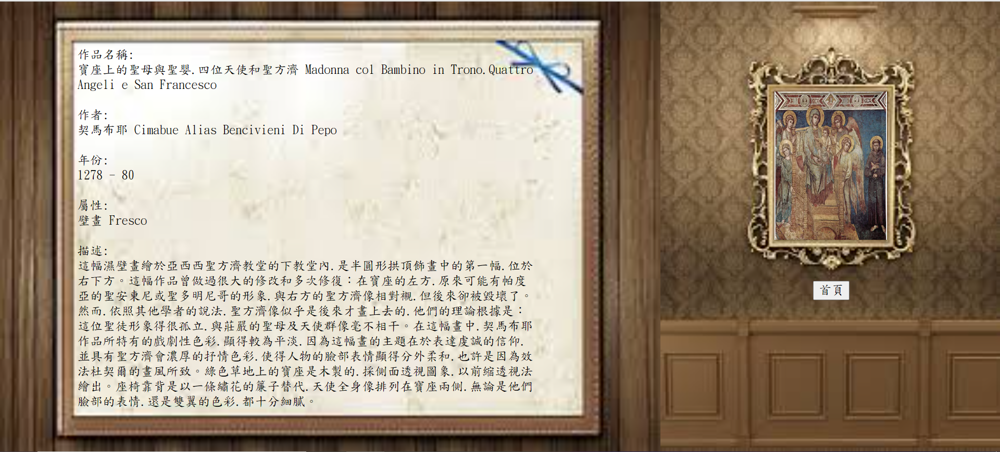 作品名稱:
寶座上的聖母與聖嬰.四位天使和聖方濟 Madonna col Bambino in Trono.Quattro
Angeli e San Francesco
作者:
契馬布耶 Cimabue Alias Bencivieni Di Pepo
年份:
1278 - 80
屬性:
壁畫 Fresco
描述:
這幅濕壁畫繪於亞西西聖方濟教堂的下教堂內.是半圓形拱頂飾畫中的第一幅.位於
右下方。這幅作品曾做過很大的修改和多次修復：在寶座的左方.原來可能有帕度
亞的聖安東尼或聖多明尼哥的形象.與右方的聖方濟像相對襯.但後來卻被毀壞了。
然而.依照其他學者的說法.聖方濟像似乎是後來才畫上去的.他們的理論根據是：
這位聖徒形象得很孤立.與莊嚴的聖母及天使群像毫不相干。在這幅畫中.契馬布耶
作品所特有的戲劇性色彩.顯得較為平淡.因為這幅畫的主題在於表達虔誠的信仰.
並具有聖方濟會濃厚的抒情色彩.使得人物的臉部表情顯得分外柔和.也許是因為效
法杜契爾的畫風所致。綠色草地上的寶座是木製的.採側面透視圖象.以前縮透視法
繪出。座椅靠背是以一條繡花的簾子替代.天使全身像排列在寶座兩側.無論是他們
臉部的表情.還是雙翼的色彩.都十分細膩。
首頁